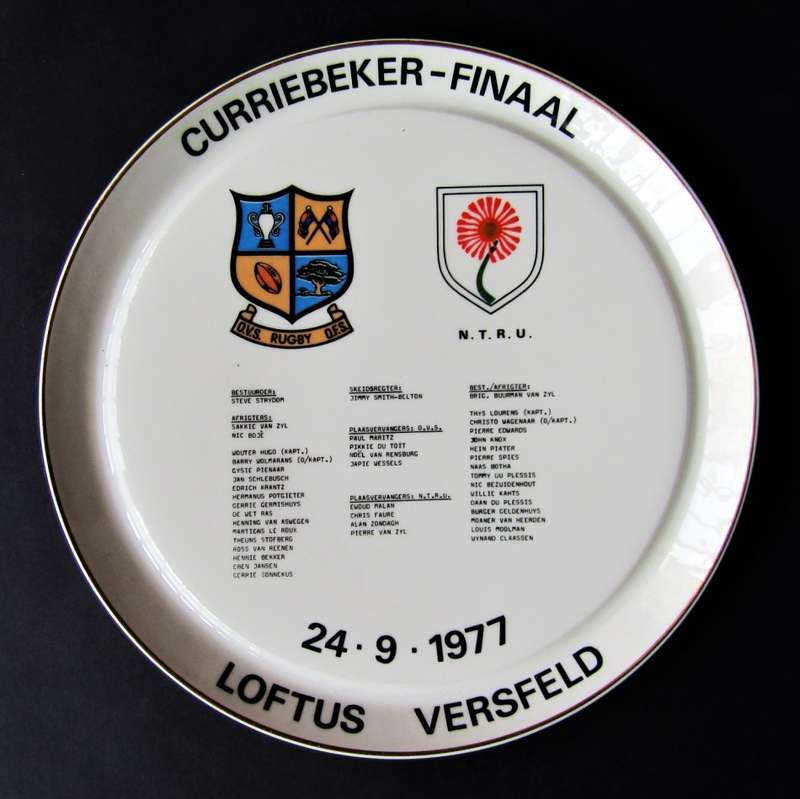 CURRIEBEKER-FINAAL
O.V.S. RUGBY O.F.S.
N.T.R.U.
BESTUURDER:
STEVE STRYDOM
AFRIGTERS:
SAKKIE VAN ZYL
NIC BOJÉ
WOUTER HUGO (KAPT.)
BARRY WOLMARANS (O/KAPT.)
GYSIE PIENAAR
JAN SCHLEBUSCH
EDRICH KRANTZ
HERMANUS POTGIETER
GERRIE GERMISHUYS
DE WET RAS
HENNING VAN ASWEGEN
MARTIENS LE ROUX
THEUNS STOFBERG
ROSS VAN REENEN
HENNIE BEKKER
EBEN JANSEN
GERRIE SONNEKUS
SKEIDSREGTER:
JIMMY SMITH-BELTON
PLAASVERVANGERS: O.V.S.
PAUL MARITZ
PIKKIE DU TOIT
NOËL VAN RENSBURG
JAPIE WESSELS
PLAASVERVANGERS: N.T.R.U.
EWOUD MALAN
CHRIS FAURE
ALAN ZONDAGH
PIERRE VAN ZYL
BEST./AFRIGTER:
BRIG. BUURMAN VAN ZYL
THYS LOURENS (KAPT.)
CHRISTO WAGENAAR (O/KAPT.)
PIERRE EDWARDS
JOHN KNOX
HEIN PIATER
PIERRE SPIES
NAAS BOTHA
TOMMY DU PLESSIS
NIC BEZUIDENHOUT
WILLIE KAHTS
DAAN DU PLESSIS
BURGER GELDENHUYS
MOANER VAN HEERDEN
LOUIS MOOLMAN
WYNAND CLAASSEN
24·9·1977
LOFTUS VERSFELD